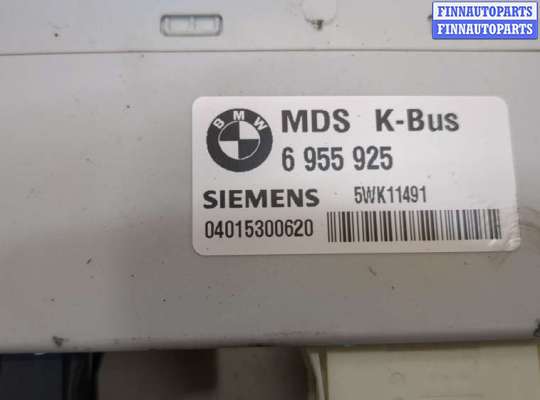 FINNAUTOPARTS
FINNAUTOPARTS
BMW MDS K-Bus
6 955 925
SIEMENS 5WK11491
04015300620